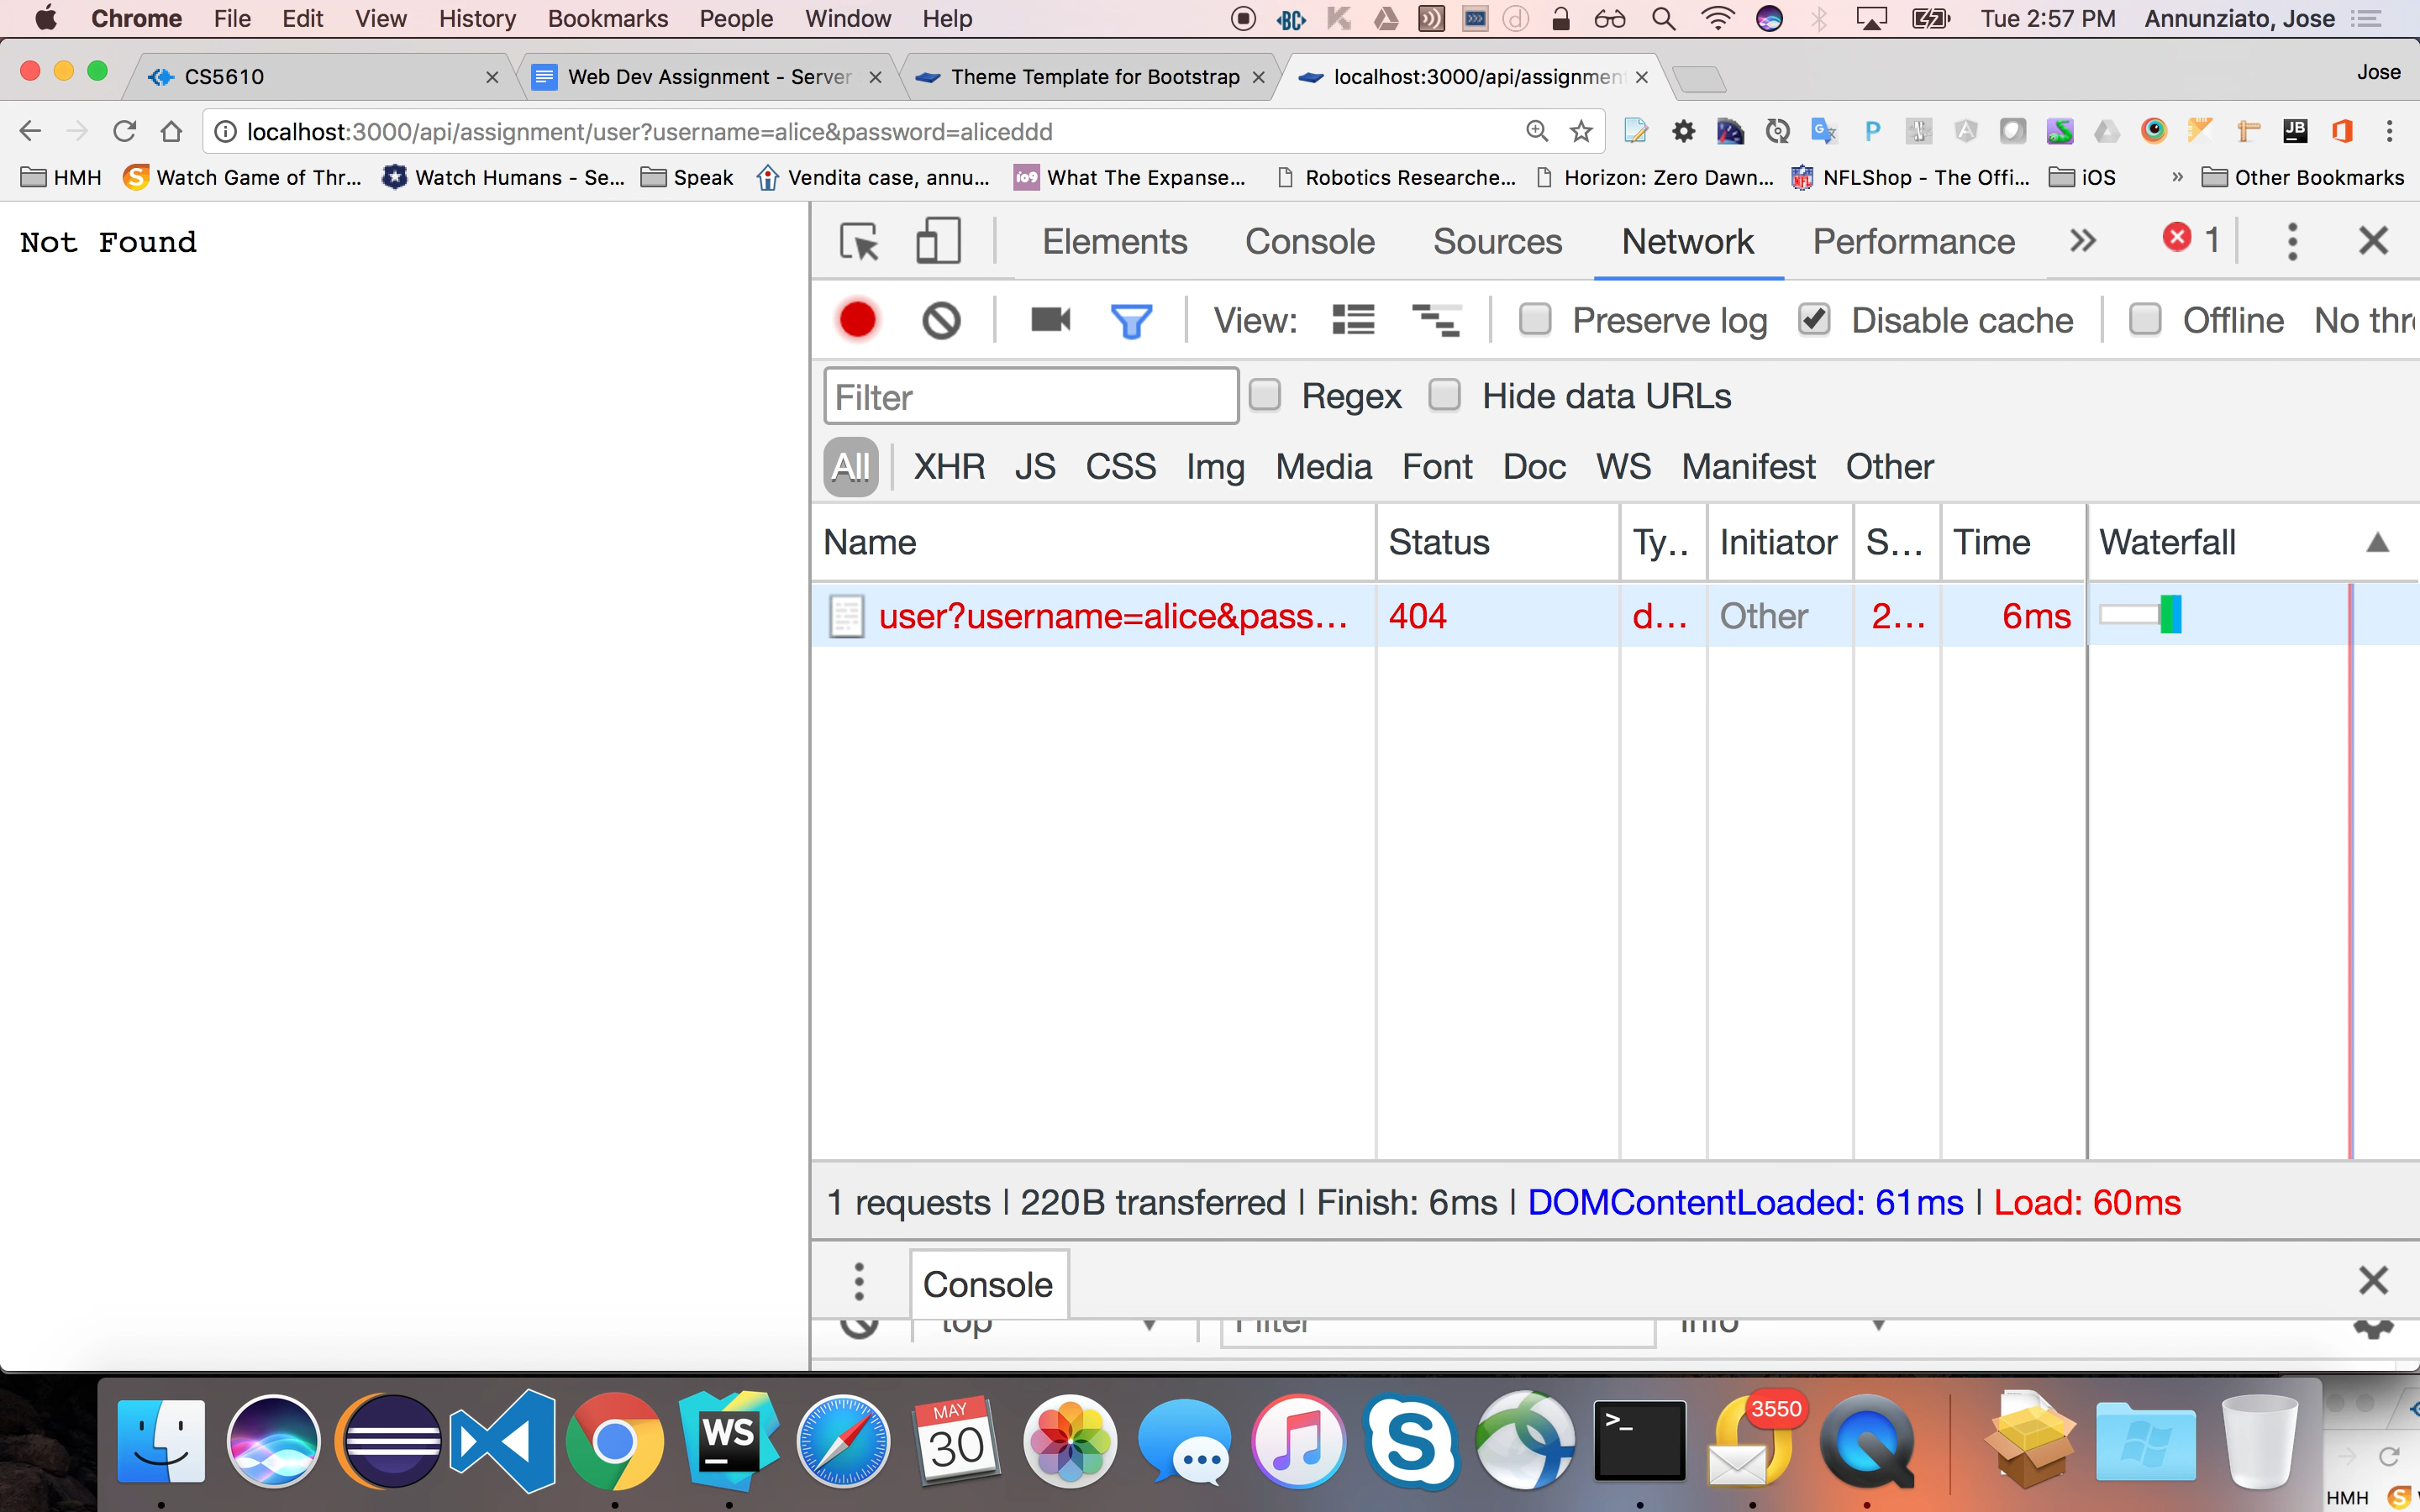 Chrome File Edit View History Bookmarks People Window Help Tue 2:57 PM Annunziato, Jose
CS5610 Web Dev Assignment - Server Theme Template for Bootstrap localhost:3000/api/assignment Jose
localhost:3000/api/assignment/user?username=alice&password=aliceddd
HMH Watch Game of Thr... Watch Humans - Se... Speak Vendita case, annu... What The Expanse... Robotics Researche... Horizon: Zero Dawn... NFLShop - The Offi... iOS » Other Bookmarks
Not Found
Elements Console Sources Network Performance » 1
View: Preserve log Disable cache Offline No thr
Filter Regex Hide data URLs
All XHR JS CSS Img Media Font Doc WS Manifest Other
Name Status Ty.. Initiator S... Time Waterfall
user?username=alice&pass... 404 d... Other 2... 6ms
1 requests | 220B transferred | Finish: 6ms | DOMContentLoaded: 61ms | Load: 60ms
Console
top Filter Info
WS MAY 30 3550
HMH